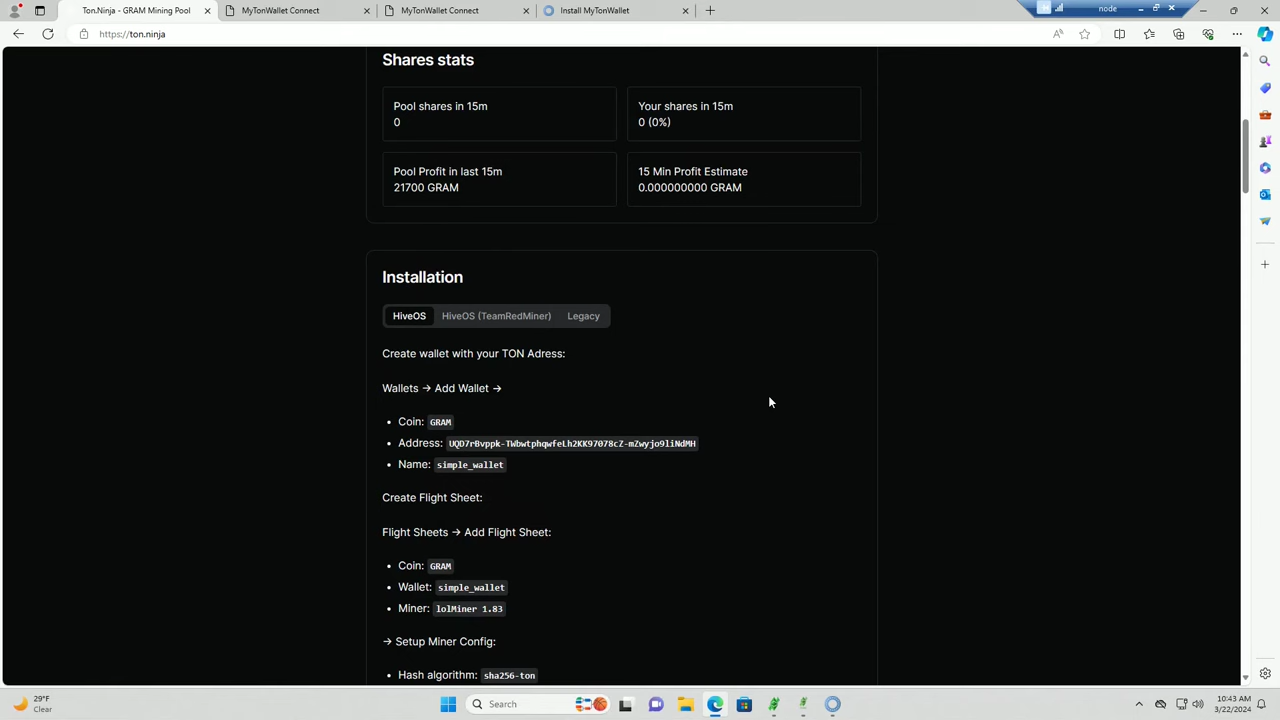 Ton.Ninja - GRAM Mining Pool
MyTonWallet Connect
MyTonWallet Connect
Install MyTonWallet
node
https://ton.ninja
Shares stats
Pool shares in 15m
0
Your shares in 15m
0 (0%)
Pool Profit in last 15m
21700 GRAM
15 Min Profit Estimate
0.000000000 GRAM
Installation
HiveOS
HiveOS (TeamRedMiner)
Legacy
Create wallet with your TON Adress:
Wallets → Add Wallet →
• Coin: GRAM
• Address: UQD7rBvppk-TWbwtphqwfeLh2KK97078cZ-mZwyjo9liNdMH
• Name: simple_wallet
Create Flight Sheet:
Flight Sheets → Add Flight Sheet:
• Coin: GRAM
• Wallet: simple_wallet
• Miner: lolMiner 1.83
→ Setup Miner Config:
• Hash algorithm: sha256-ton
29°F
Clear
Search
10:43 AM
3/22/2024